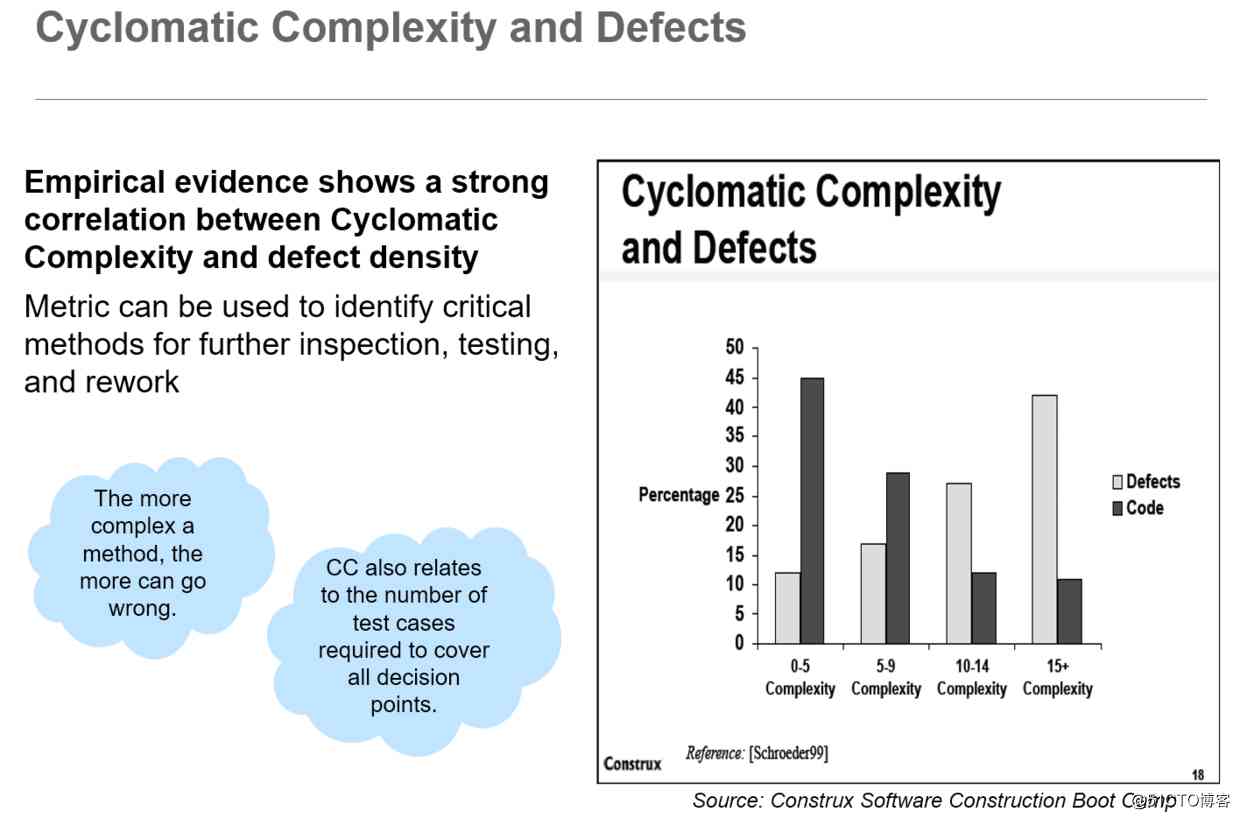 Cyclomatic Complexity and Defects
Empirical evidence shows a strong
correlation between Cyclomatic
Complexity and defect density
Metric can be used to identify critical
methods for further inspection, testing,
and rework
The more
complex a
method, the
more can go
wrong.
CC also relates
to the number of
test cases
required to cover
all decision
points.
Cyclomatic Complexity
and Defects
50
45
40
35
30
Percentage 25
20
15
10
5
0
Defects
Code
0-5 5-9 10-14 15+
Complexity Complexity Complexity Complexity
Reference: [Schroeder99]
Construx
18
Source: Construx Software Construction Boot Camp
@51CTO博客